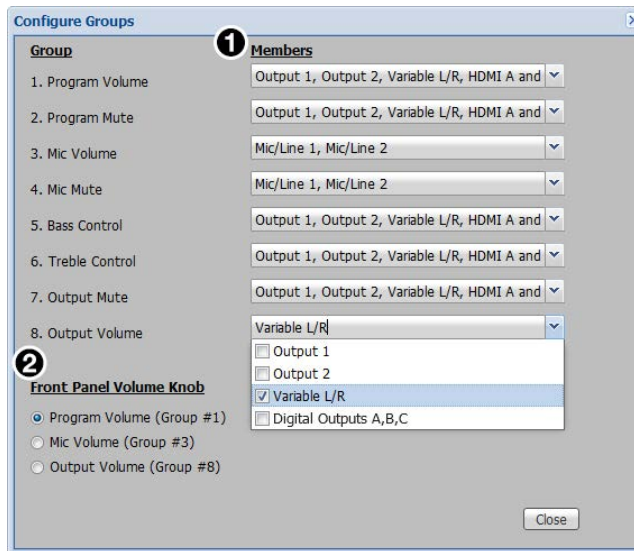 Configure Groups
1
Group Members
1. Program Volume Output 1, Output 2, Variable L/R, HDMI A and
2. Program Mute Output 1, Output 2, Variable L/R, HDMI A and
3. Mic Volume Mic/Line 1, Mic/Line 2
4. Mic Mute Mic/Line 1, Mic/Line 2
5. Bass Control Output 1, Output 2, Variable L/R, HDMI A and
6. Treble Control Output 1, Output 2, Variable L/R, HDMI A and
7. Output Mute Output 1, Output 2, Variable L/R, HDMI A and
8. Output Volume Variable L/R
Output 1
Output 2
Variable L/R
Digital Outputs A,B,C
2
Front Panel Volume Knob
Program Volume (Group #1)
Mic Volume (Group #3)
Output Volume (Group #8)
Close